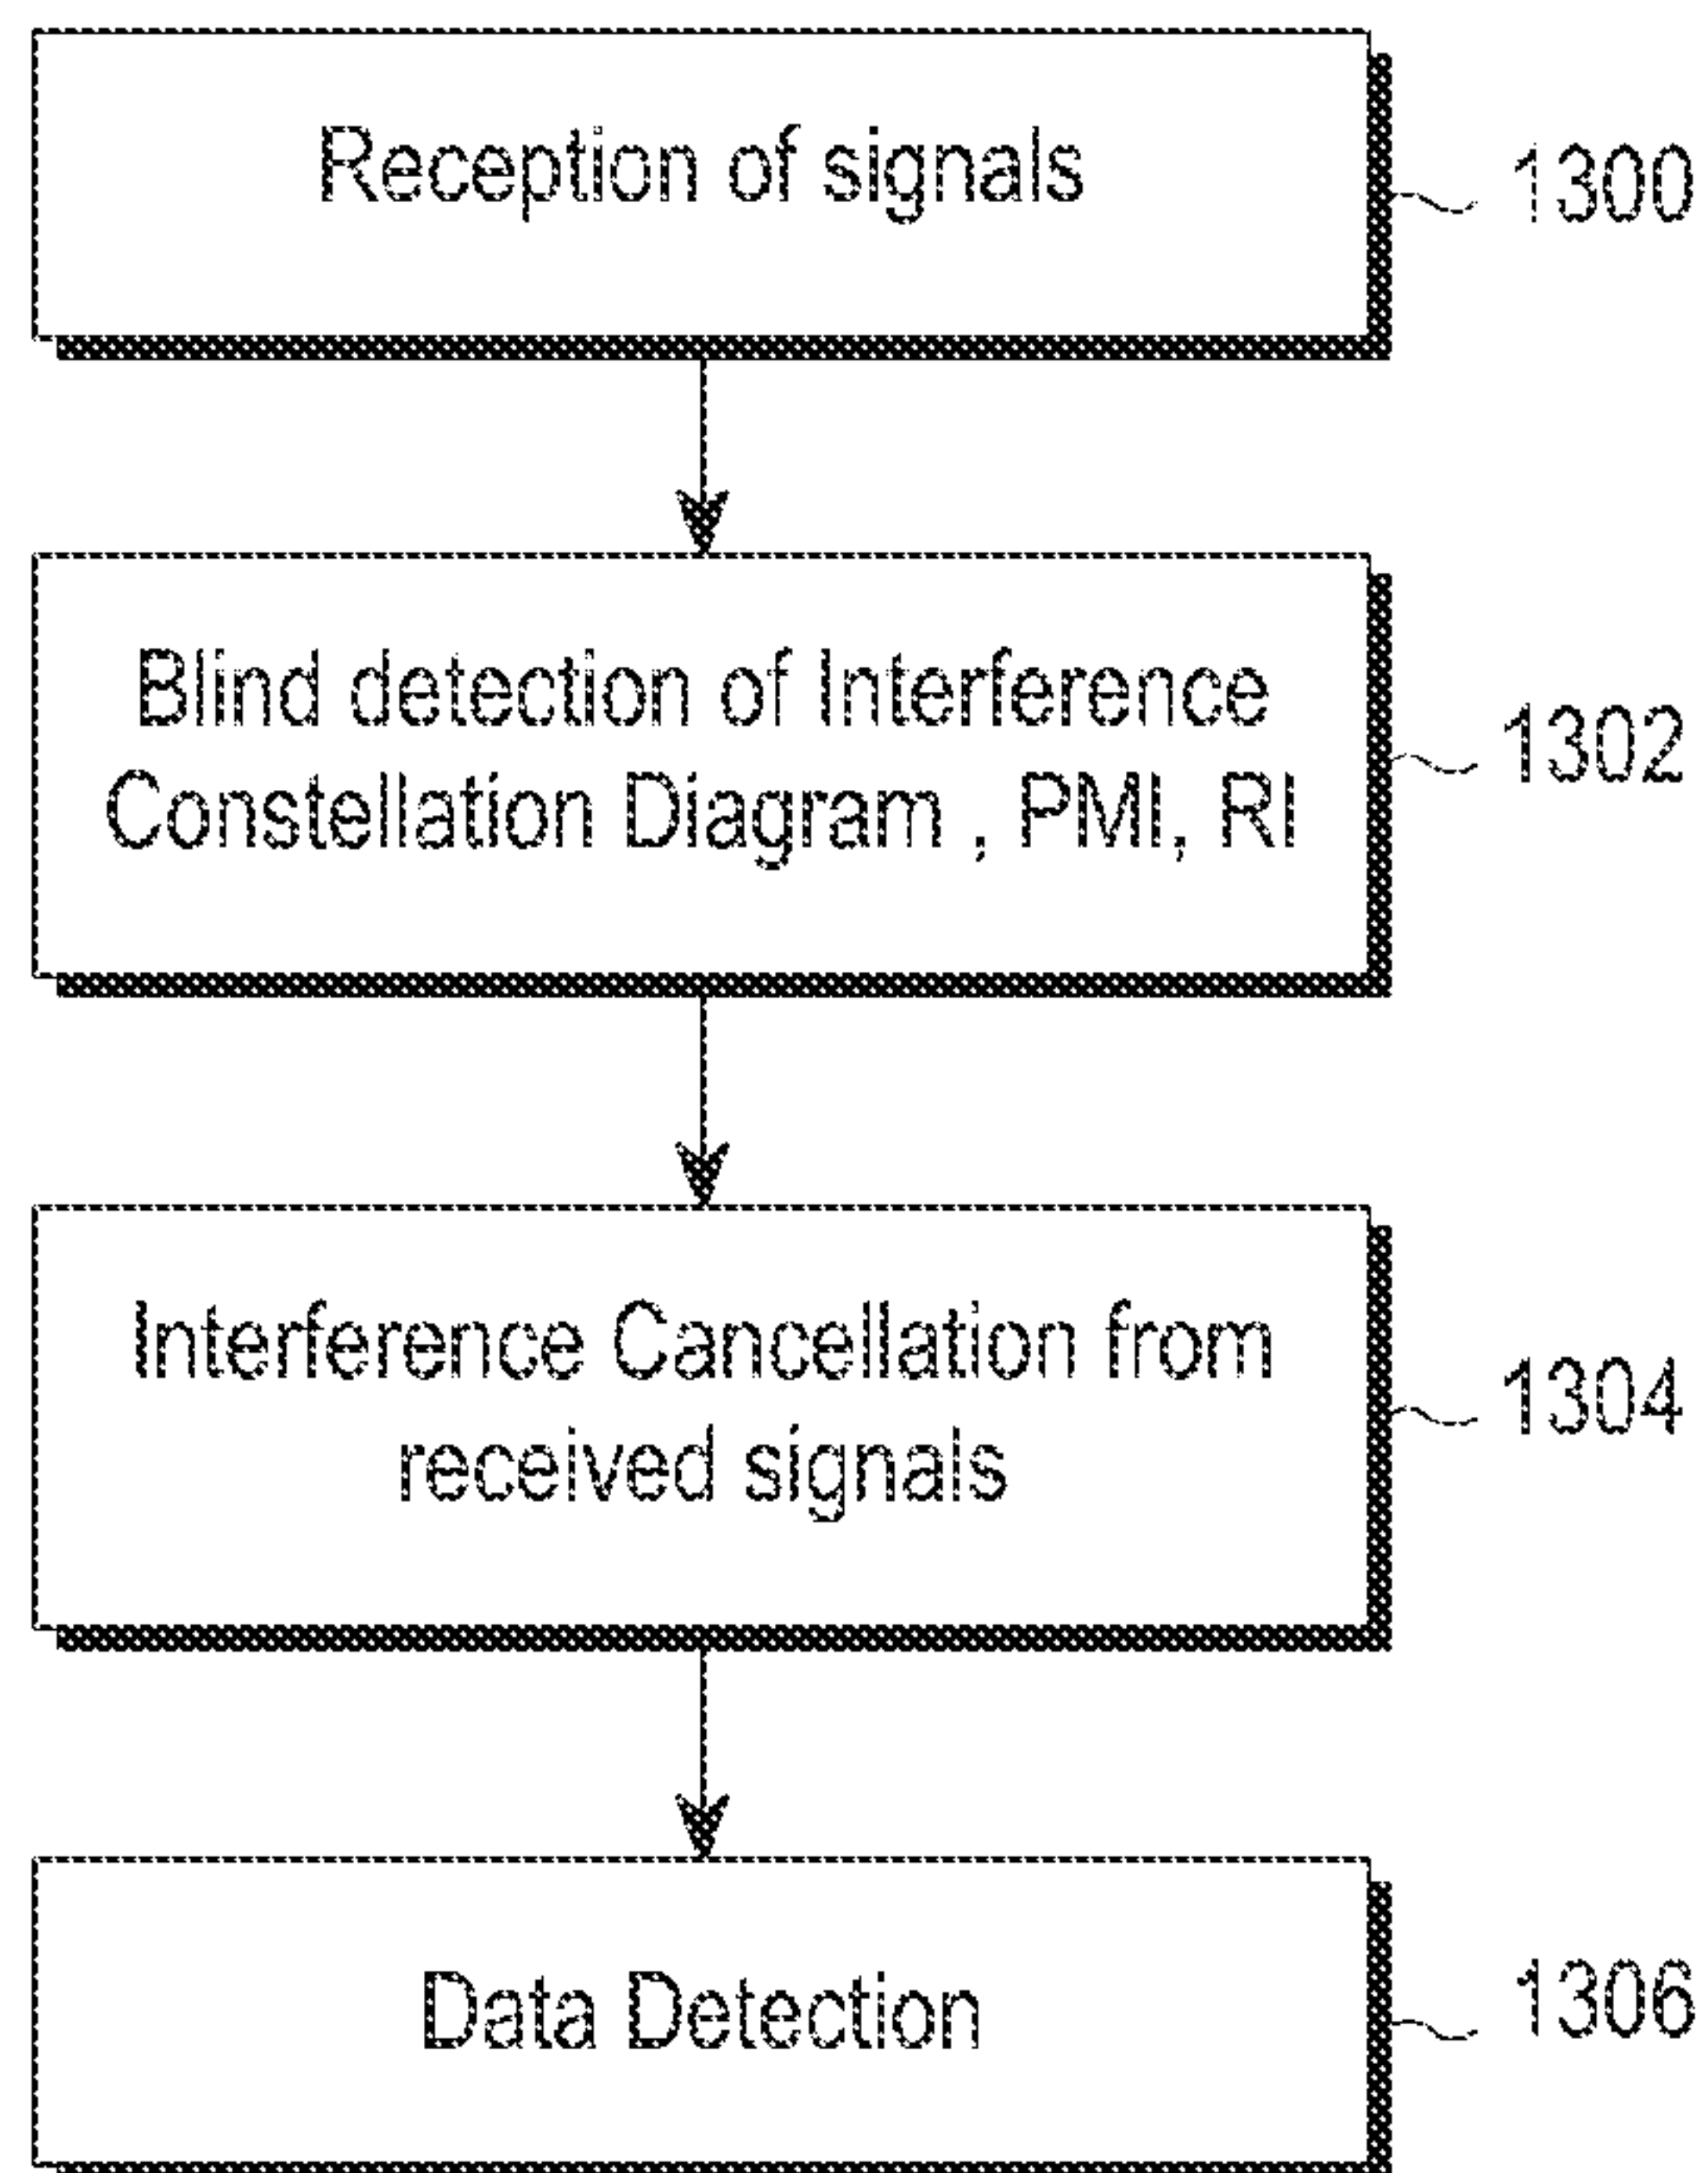 Reception of signals
1300
Blind detection of Interference
Constellation Diagram , PMI, RI
1302
Interference Cancellation from
received signals
1304
Data Detection
1306